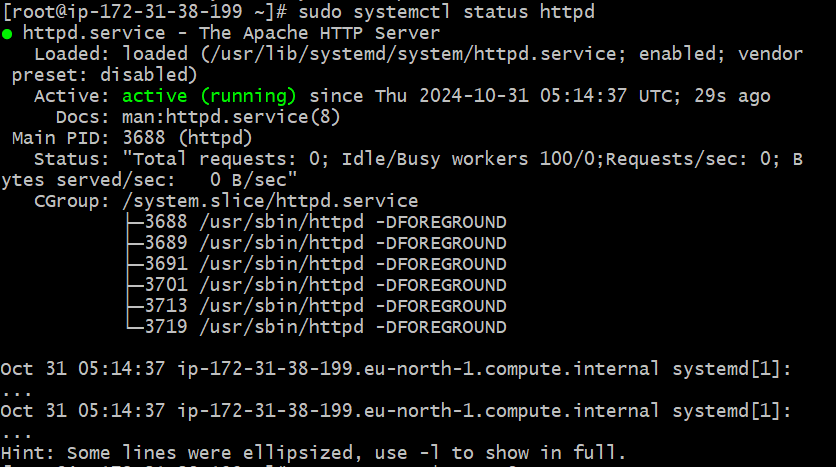 [root@ip-172-31-38-199 ~]# sudo systemctl status httpd
● httpd.service - The Apache HTTP Server
   Loaded: loaded (/usr/lib/systemd/system/httpd.service; enabled; vendor
 preset: disabled)
   Active: active (running) since Thu 2024-10-31 05:14:37 UTC; 29s ago
     Docs: man:httpd.service(8)
 Main PID: 3688 (httpd)
   Status: "Total requests: 0; Idle/Busy workers 100/0;Requests/sec: 0; B
ytes served/sec:   0 B/sec"
   CGroup: /system.slice/httpd.service
           ├─3688 /usr/sbin/httpd -DFOREGROUND
           ├─3689 /usr/sbin/httpd -DFOREGROUND
           ├─3691 /usr/sbin/httpd -DFOREGROUND
           ├─3701 /usr/sbin/httpd -DFOREGROUND
           ├─3713 /usr/sbin/httpd -DFOREGROUND
           └─3719 /usr/sbin/httpd -DFOREGROUND

Oct 31 05:14:37 ip-172-31-38-199.eu-north-1.compute.internal systemd[1]:
...
Oct 31 05:14:37 ip-172-31-38-199.eu-north-1.compute.internal systemd[1]:
...
Hint: Some lines were ellipsized, use -l to show in full.